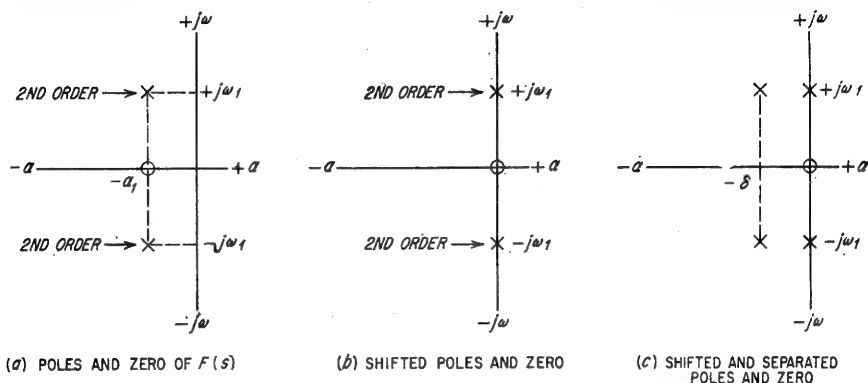 +jω
2ND ORDER → +jω1
-α +α
-α1
2ND ORDER → -jω1
-jω
(a) POLES AND ZERO OF F(s)
+jω
2ND ORDER → +jω1
-α +α
2ND ORDER → -jω1
-jω
(b) SHIFTED POLES AND ZERO
+jω
+jω1
-α +α
-δ
-jω1
-jω
(c) SHIFTED AND SEPARATED
POLES AND ZERO